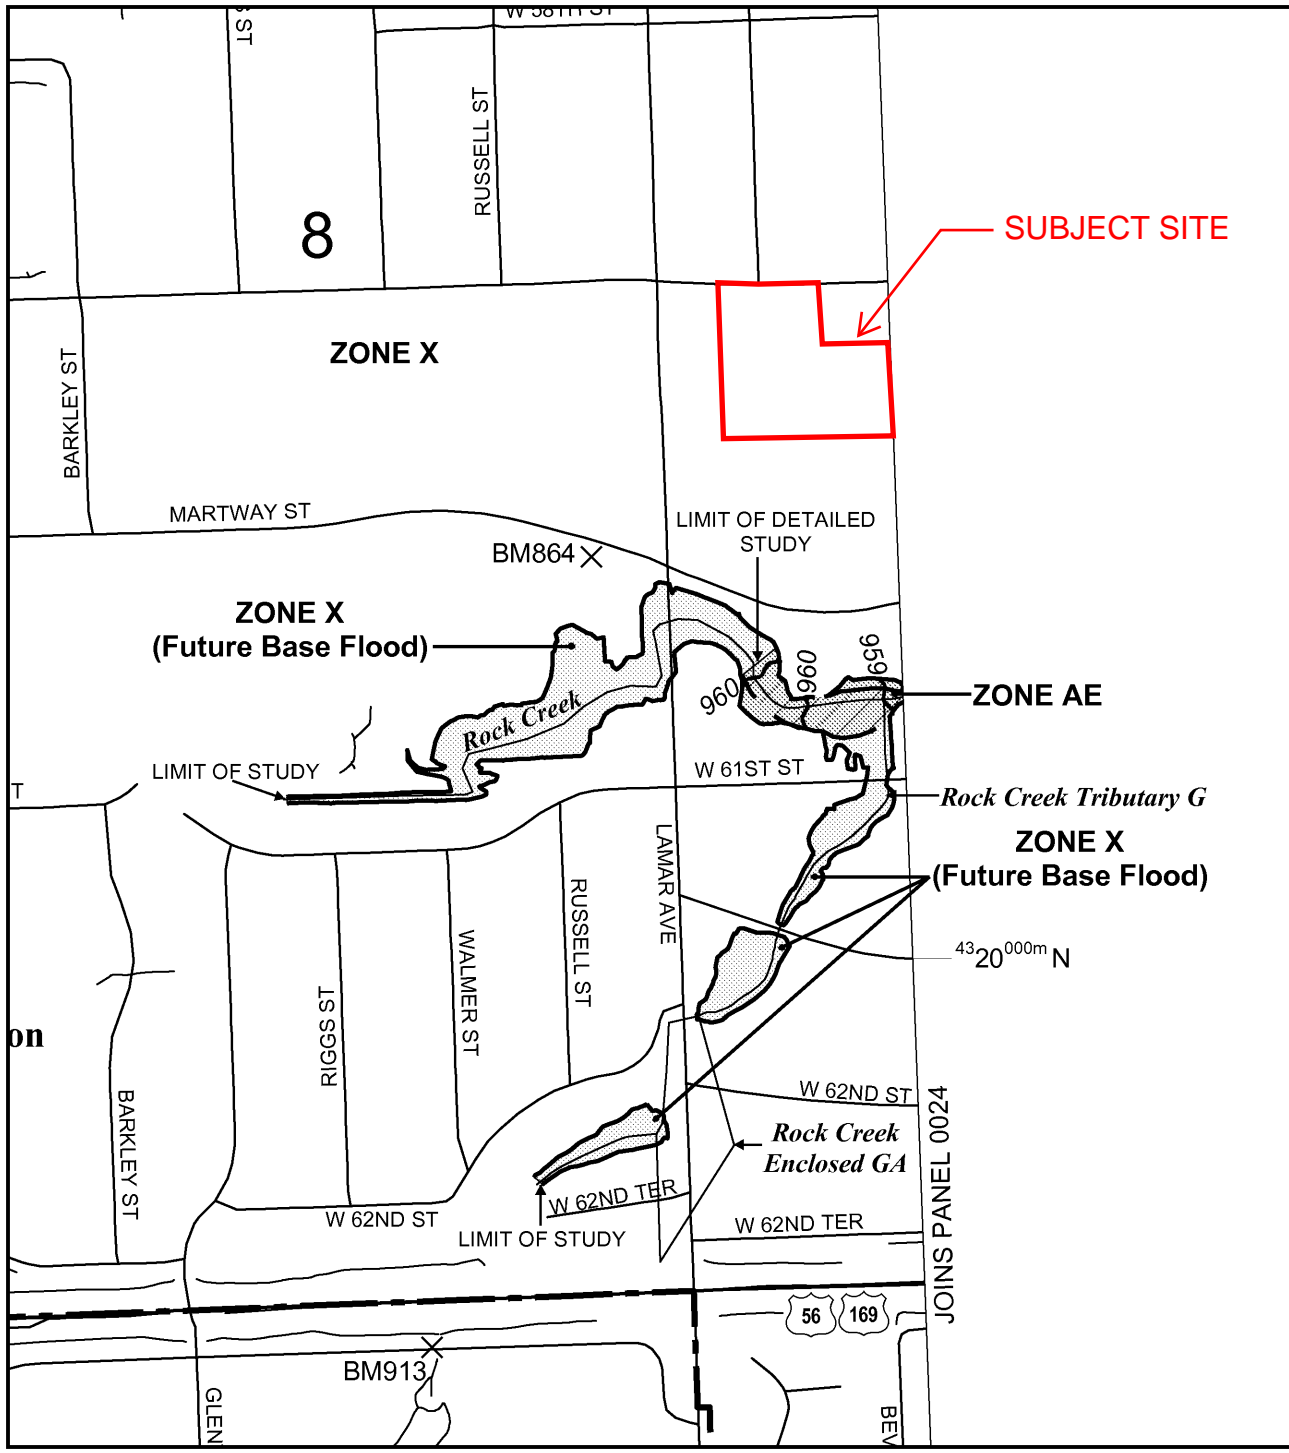 W 58TH ST
S ST
RUSSELL ST
8
SUBJECT SITE
ZONE X
BARKLEY ST
MARTWAY ST
LIMIT OF DETAILED
STUDY
BM864
ZONE X
(Future Base Flood)
960
960
959
ZONE AE
Rock Creek
LIMIT OF STUDY
W 61ST ST
T
Rock Creek Tributary G
ZONE X
(Future Base Flood)
LAMAR AVE
RUSSELL ST
WALMER ST
RIGGS ST
4320000m N
on
BARKLEY ST
W 62ND ST
Rock Creek
Enclosed GA
W 62ND TER
W 62ND ST
LIMIT OF STUDY
W 62ND TER
JOINS PANEL 0024
56
169
BM913
GLEN
BEV